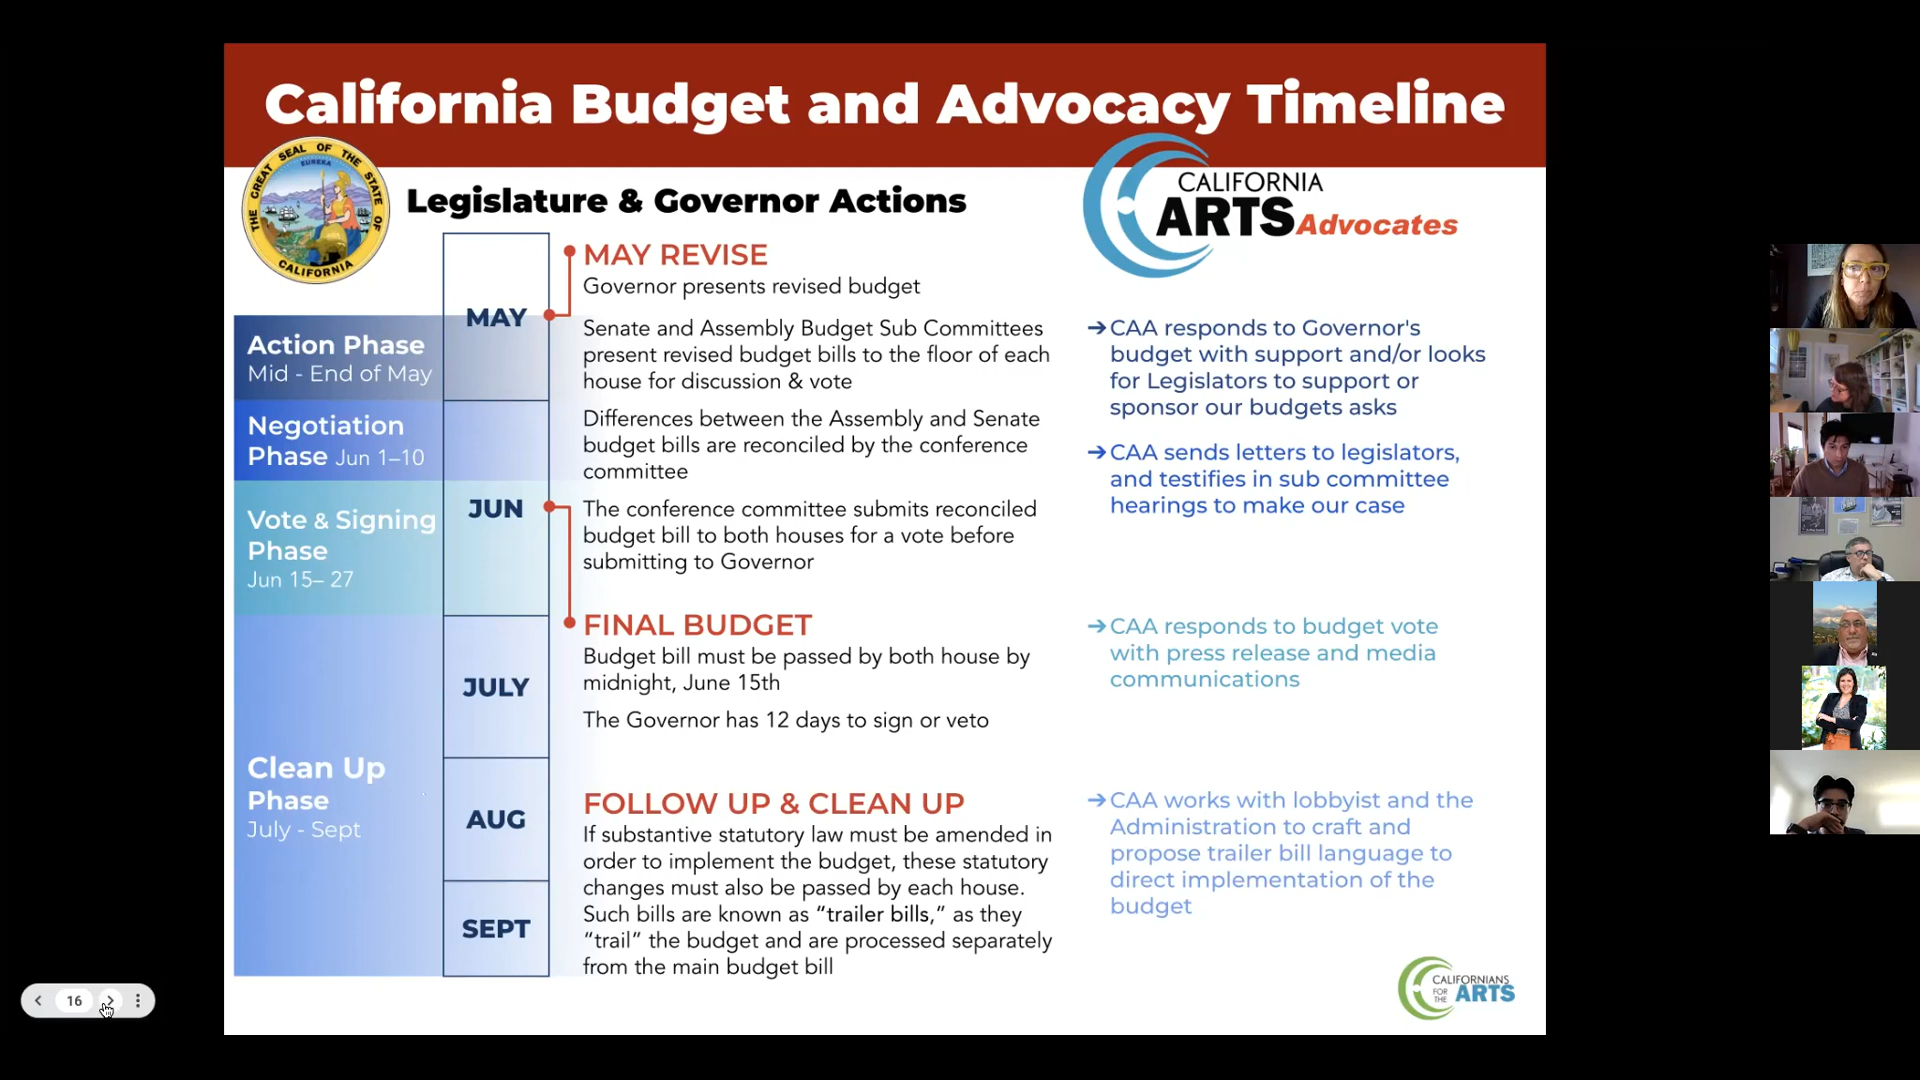 California Budget and Advocacy Timeline
THE GREAT SEAL OF THE STATE OF CALIFORNIA
EUREKA
Legislature & Governor Actions
CALIFORNIA
ARTS Advocates
MAY
JUN
JULY
AUG
SEPT
Action Phase
Mid - End of May
Negotiation
Phase Jun 1–10
Vote & Signing
Phase
Jun 15– 27
Clean Up
Phase
July - Sept
MAY REVISE
Governor presents revised budget
Senate and Assembly Budget Sub Committees
present revised budget bills to the floor of each
house for discussion & vote
Differences between the Assembly and Senate
budget bills are reconciled by the conference
committee
The conference committee submits reconciled
budget bill to both houses for a vote before
submitting to Governor
FINAL BUDGET
Budget bill must be passed by both house by
midnight, June 15th
The Governor has 12 days to sign or veto
FOLLOW UP & CLEAN UP
If substantive statutory law must be amended in
order to implement the budget, these statutory
changes must also be passed by each house.
Such bills are known as “trailer bills,” as they
“trail” the budget and are processed separately
from the main budget bill
→CAA responds to Governor's
budget with support and/or looks
for Legislators to support or
sponsor our budgets asks
→CAA sends letters to legislators,
and testifies in sub committee
hearings to make our case
→CAA responds to budget vote
with press release and media
communications
→CAA works with lobbyist and the
Administration to craft and
propose trailer bill language to
direct implementation of the
budget
CALIFORNIANS
FOR THE ARTS
16